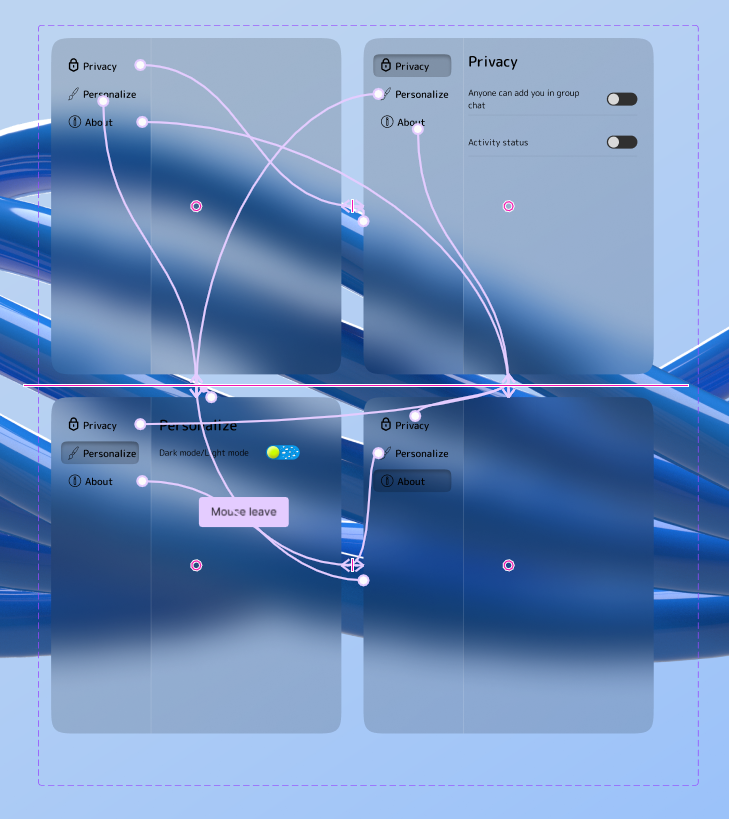 Privacy
Personalize
About
Privacy
Personalize
About
Privacy
Anyone can add you in group
chat
Activity status
Privacy
Personalize
About
Personalize
Dark mode/Light mode
Mouse leave
Privacy
Personalize
About